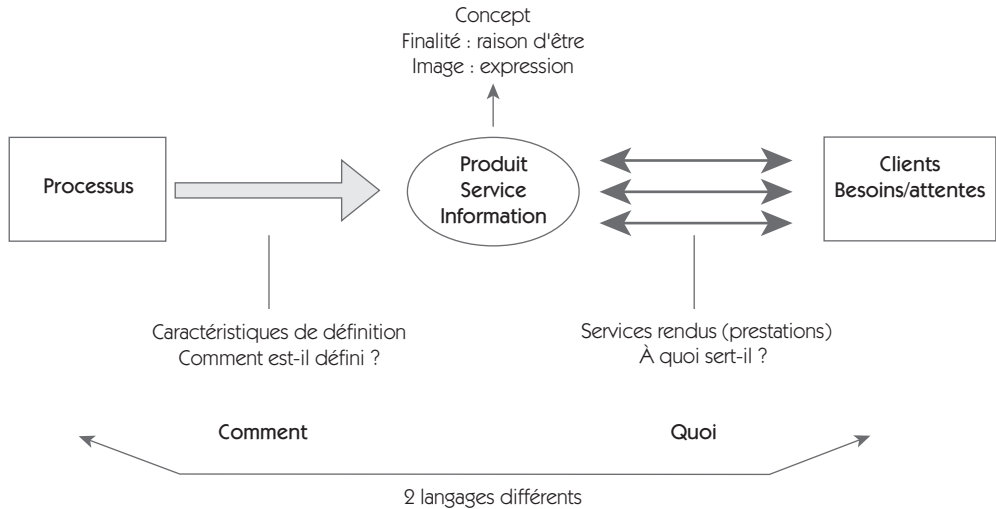 Concept
Finalité : raison d'être
Image : expression
Processus
Produit
Service
Information
Clients
Besoins/attentes
Caractéristiques de définition
Comment est-il défini ?
Services rendus (prestations)
À quoi sert-il ?
Comment
Quoi
2 langages différents